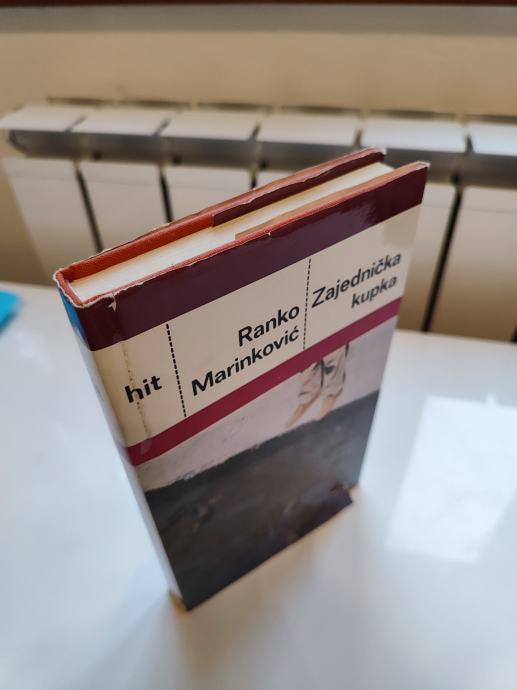 hit
Ranko
Marinković
Zajednička
kupka